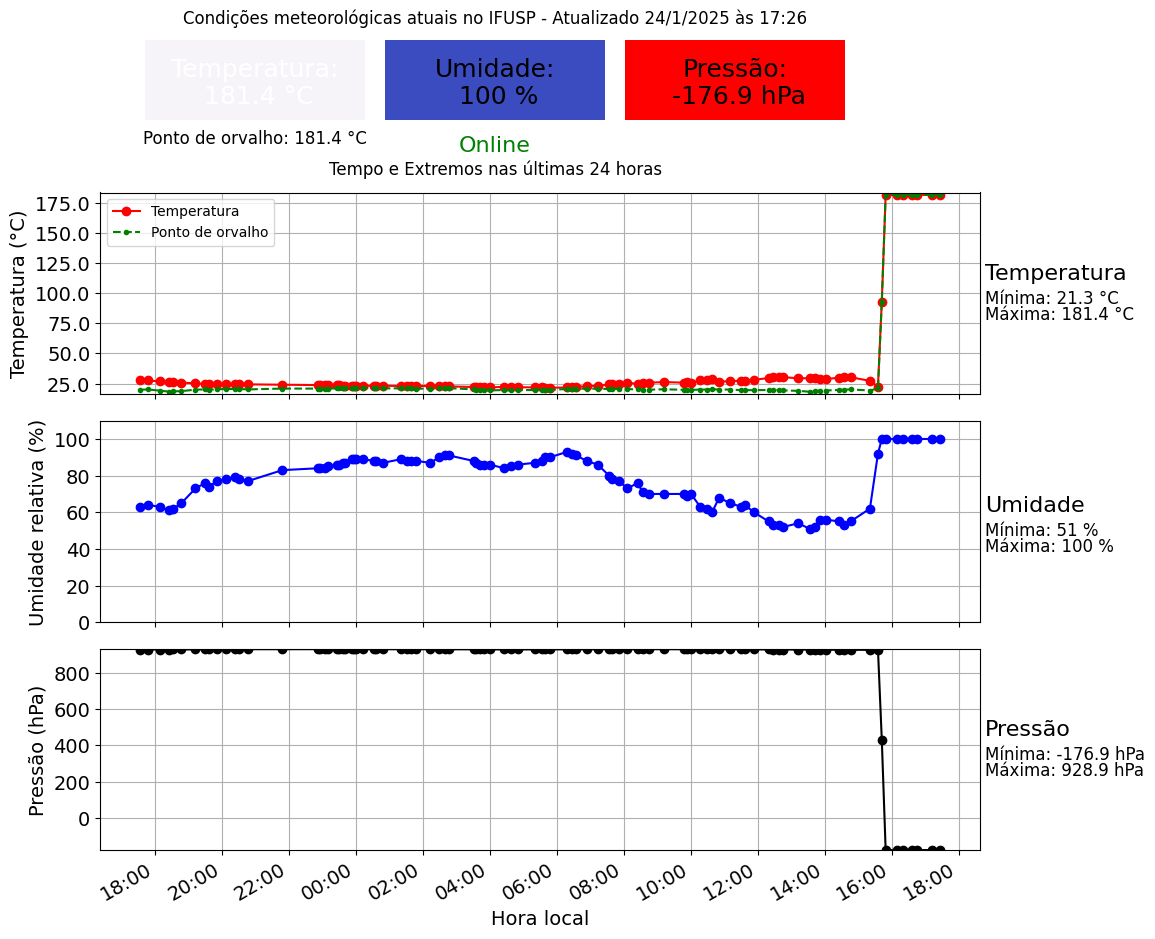 Condições meteorológicas atuais no IFUSP - Atualizado 24/1/2025 às 17:26
Temperatura:
181.4 °C
Umidade:
100 %
Pressão:
-176.9 hPa
Ponto de orvalho: 181.4 °C
Online
Tempo e Extremos nas últimas 24 horas
Temperatura (°C)
175.0
150.0
125.0
100.0
75.0
50.0
25.0
Temperatura
Ponto de orvalho
Temperatura
Mínima: 21.3 °C
Máxima: 181.4 °C
Umidade relativa (%)
100
80
60
40
20
0
Umidade
Mínima: 51 %
Máxima: 100 %
Pressão (hPa)
800
600
400
200
0
Pressão
Mínima: -176.9 hPa
Máxima: 928.9 hPa
18:00 20:00 22:00 00:00 02:00 04:00 06:00 08:00 10:00 12:00 14:00 16:00 18:00
Hora local